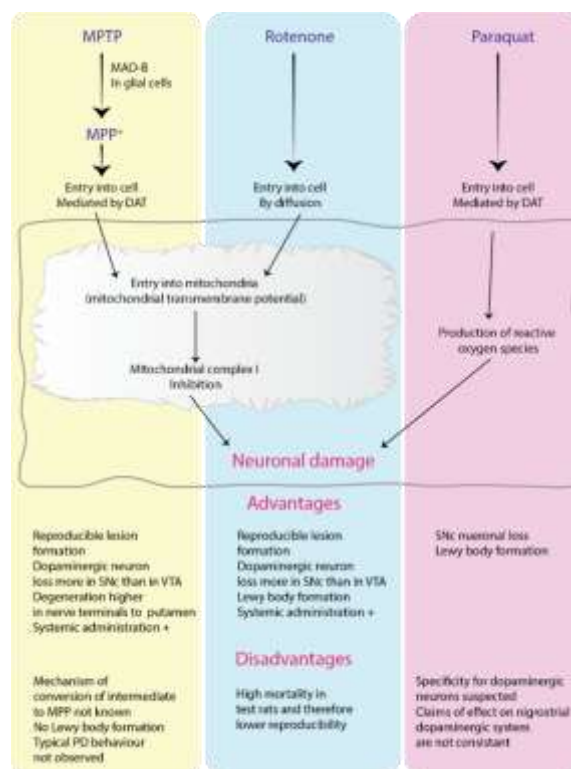 MPTP
MAO-B
In glial cells
MPP+
Entry into cell
Mediated by DAT
Rotenone
Entry into cell
By diffusion
Paraquat
Entry into cell
Mediated by DAT
Entry into mitochondria
(mitochondrial transmembrane potential)
Mitochondrial complex I
Inhibition
Production of reactive
oxygen species
Neuronal damage
Advantages
Reproducible lesion
formation
Dopaminergic neuron
loss more in SNc than in VTA
Degeneration higher
in nerve terminals to putamen
Systemic administration +
Reproducible lesion
formation
Dopaminergic neuron
loss more in SNc than in VTA
Lewy body formation
Systemic administration +
SNc nueronal loss
Lewy body formation
Disadvantages
Mechanism of
conversion of intermediate
to MPP not known
No Lewy body formation
Typical PD behaviour
not observed
High mortality in
test rats and therefore
lower reproducibility
Specificity for dopaminergic
neurons suspected
Claims of effect on nigrostrial
dopaminergic system
are not consistant